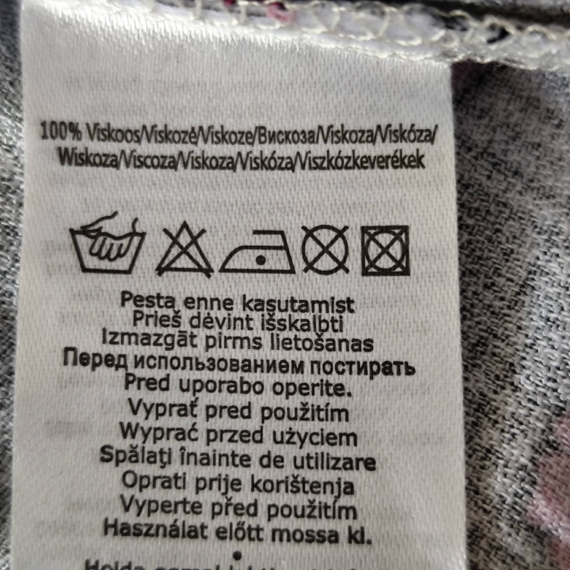 100% Viskoos/Viskozė/Viskoze/Вискоза/Viskoza/Viskóza/
Wiskoza/Viscoza/Viskoza/Viskóza/Viszkózkeverékek
Pesta enne kasutamist
Prieš dėvint išskalbti
Izmazgāt pirms lietošanas
Перед использованием постирать
Pred uporabo operite.
Vyprať pred použitím
Wyprać przed użyciem
Spălaţi înainte de utilizare
Oprati prije korištenja
Vyperte před použitím
Használat előtt mossa kl.